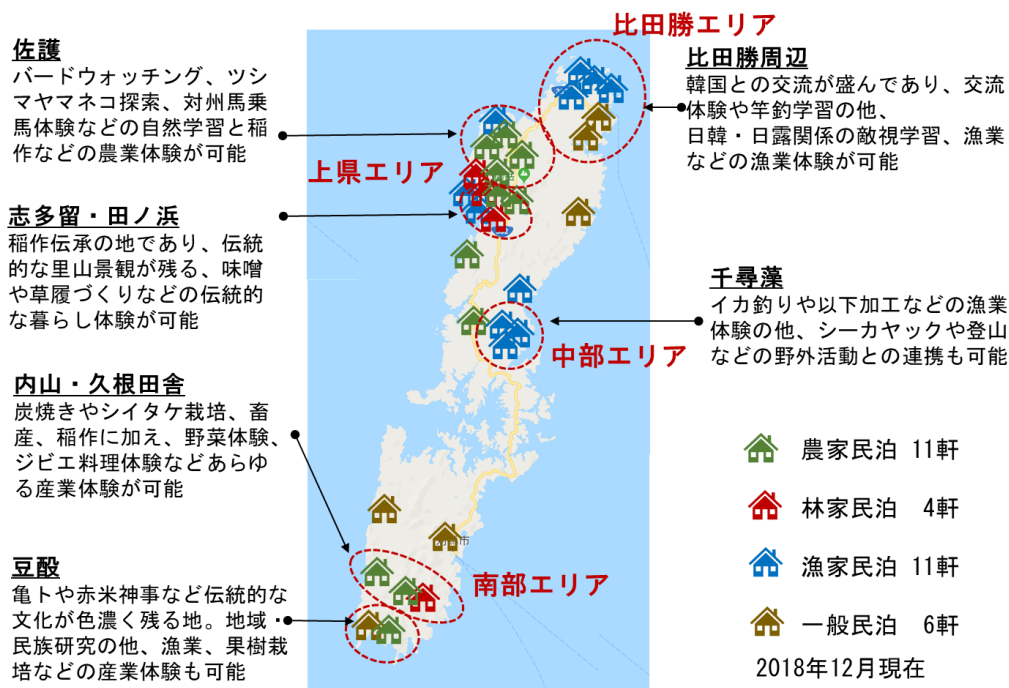 比田勝エリア
佐護
バードウォッチング、ツシ
マヤマネコ探索、対州馬乗
馬体験などの自然学習と稲
作などの農業体験が可能
比田勝周辺
韓国との交流が盛んであり、交流
体験や竿釣学習の他、
日韓・日露関係の敵視学習、漁業
などの漁業体験が可能
上県エリア
志多留・田ノ浜
稲作伝承の地であり、伝統
的な里山景観が残る、味噌
や草履づくりなどの伝統的
な暮らし体験が可能
千尋藻
イカ釣りや以下加工などの漁業
体験の他、シーカヤックや登山
などの野外活動との連携も可能
中部エリア
内山・久根田舎
炭焼きやシイタケ栽培、畜
産、稲作に加え、野菜体験、
ジビエ料理体験などあらゆ
る産業体験が可能
豆酘
亀トや赤米神事など伝統的な
文化が色濃く残る地。地域・
民族研究の他、漁業、果樹栽
培などの産業体験も可能
南部エリア
市
農家民泊 11軒
林家民泊 4軒
漁家民泊 11軒
一般民泊 6軒
2018年12月現在